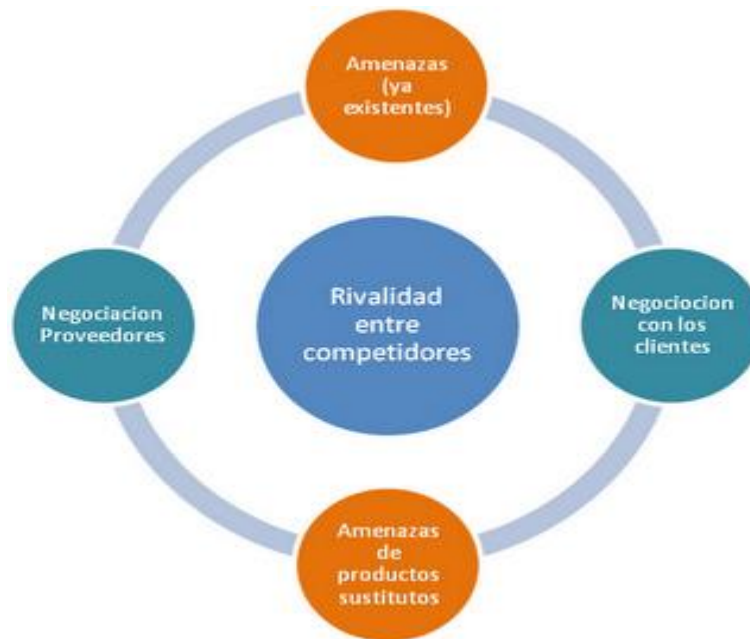 Amenazas
(ya
existentes)
Negociacion
Proveedores
Rivalidad
entre
competidores
Negociocion
con los
clientes
Amenazas
de
productos
sustitutos